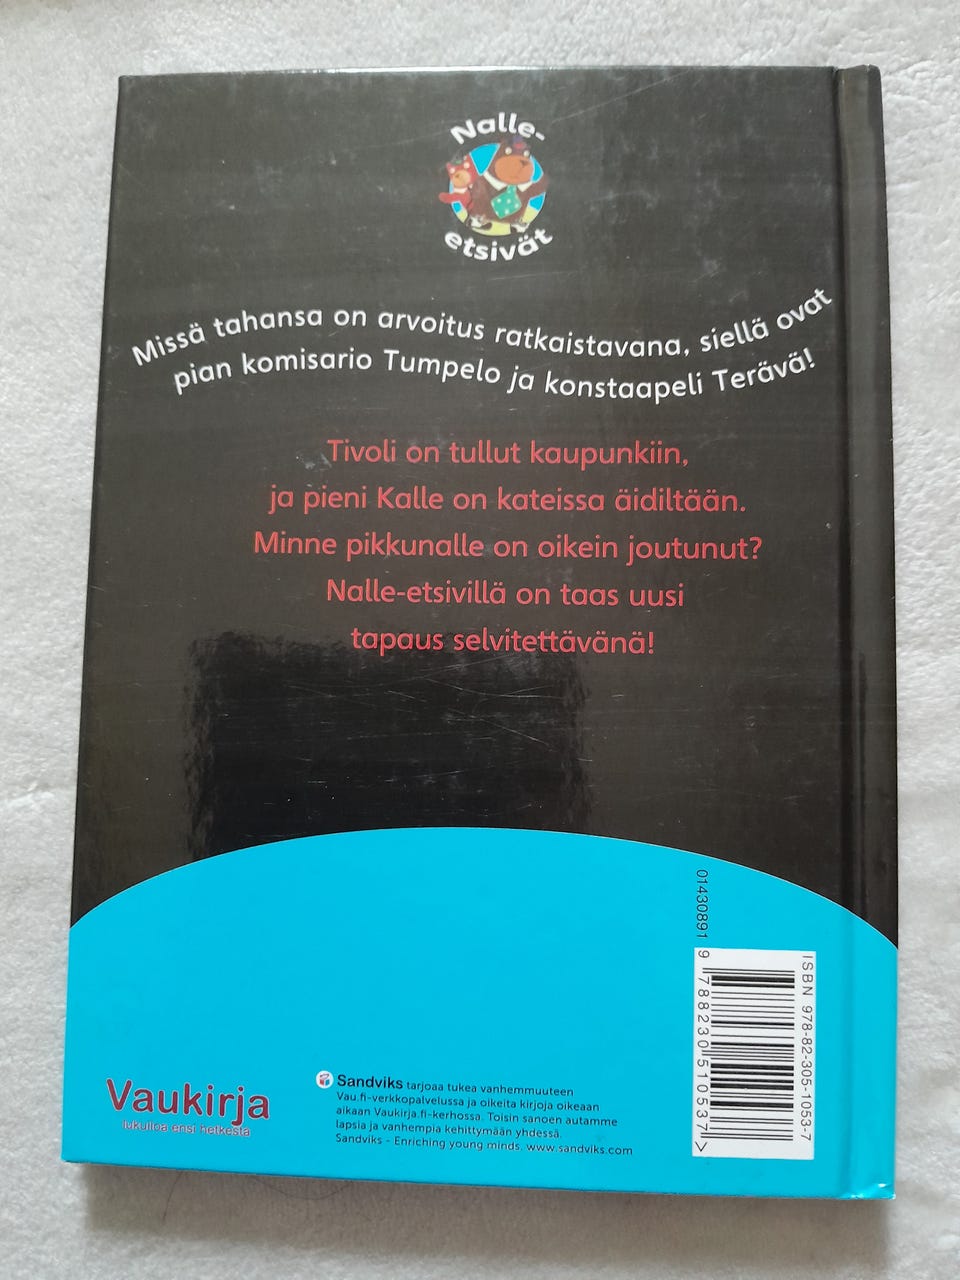 Nalle-
etsivät
Missä tahansa on arvoitus ratkaistavana, siellä ovat
pian komisario Tumpelo ja konstaapeli Terävä!
Tivoli on tullut kaupunkiin,
ja pieni Kalle on kateissa äidiltään.
Minne pikkunalle on oikein joutunut?
Nalle-etsivillä on taas uusi
tapaus selvitettävänä!
01430891
ISBN 978-82-305-1053-7
9 788230 510537 >
Vaukirja
lukuiloa ensi hetkestä
Sandviks tarjoaa tukea vanhemmuuteen
Vau.fi-verkkopalvelussa ja oikeita kirjoja oikeaan
aikaan Vaukirja.fi-kerhossa. Toisin sanoen autamme
lapsia ja vanhempia kehittymään yhdessä.
Sandviks - Enriching young minds. www.sandviks.com